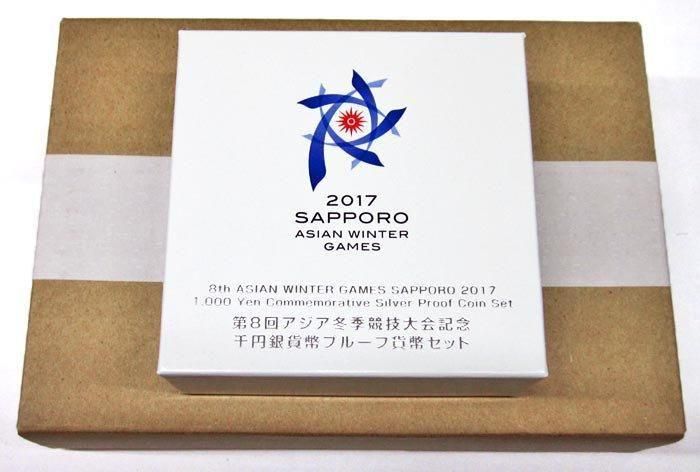 2017
SAPPORO
ASIAN WINTER
GAMES
8th ASIAN WINTER GAMES SAPPORO 2017
1,000 Yen Commemorative Silver Proof Coin Set
第8回アジア冬季競技大会記念
千円銀貨幣プルーフ貨幣セット